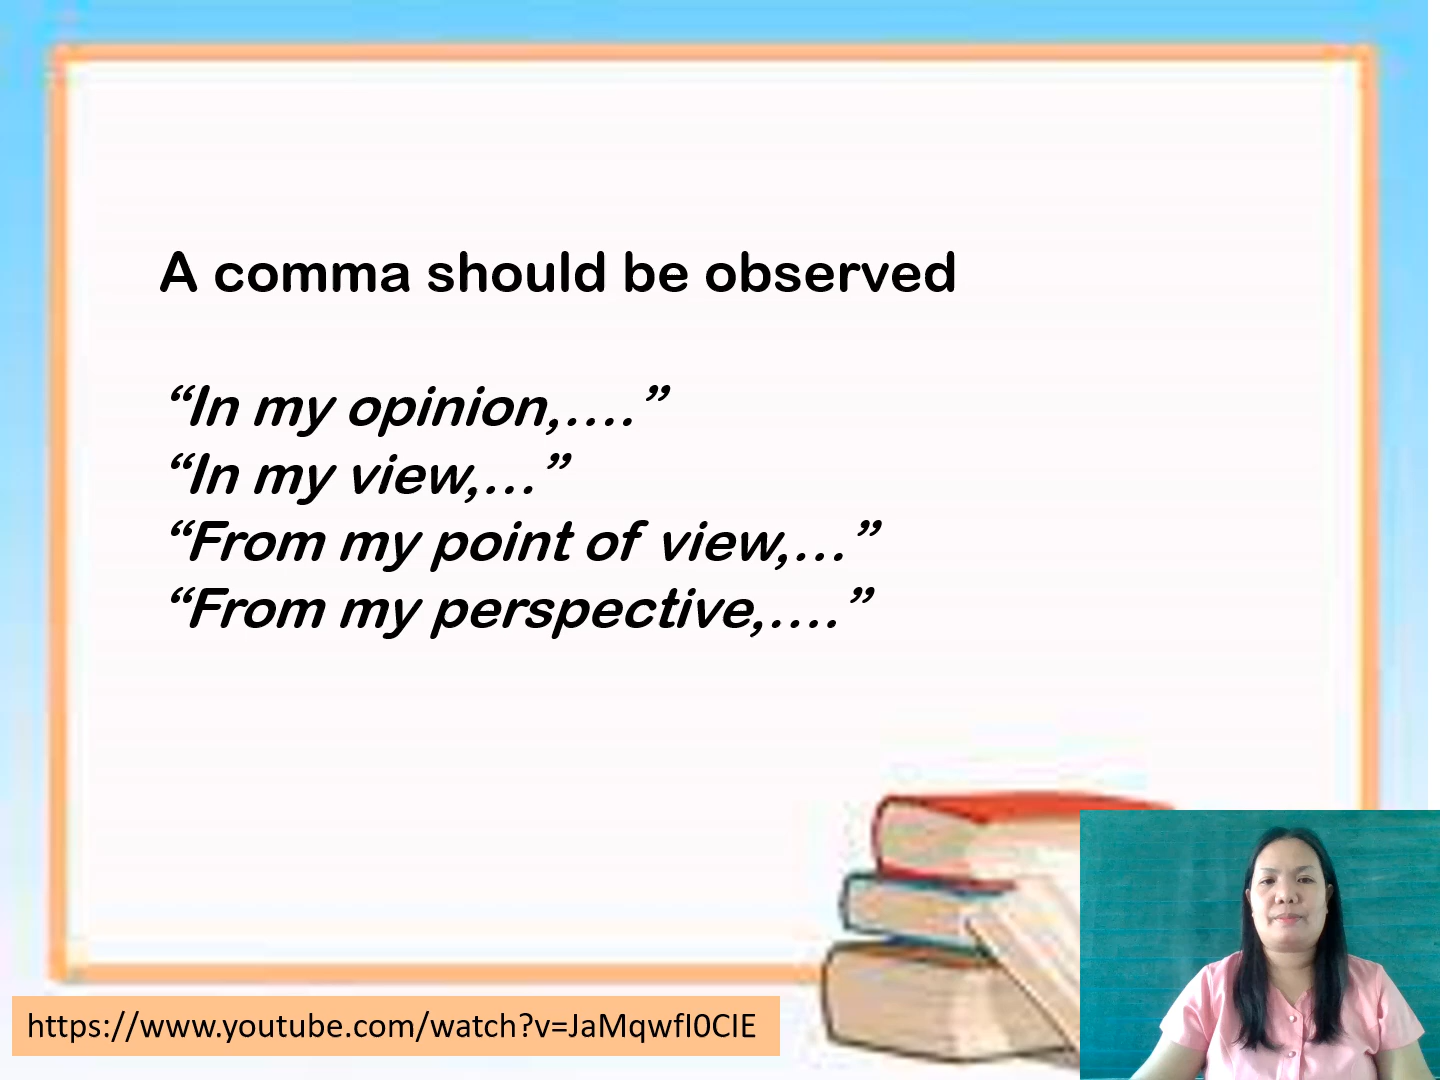 A comma should be observed
“In my opinion,....”
“In my view,...”
“From my point of view,...”
“From my perspective,....”
https://www.youtube.com/watch?v=JaMqwfI0CIE